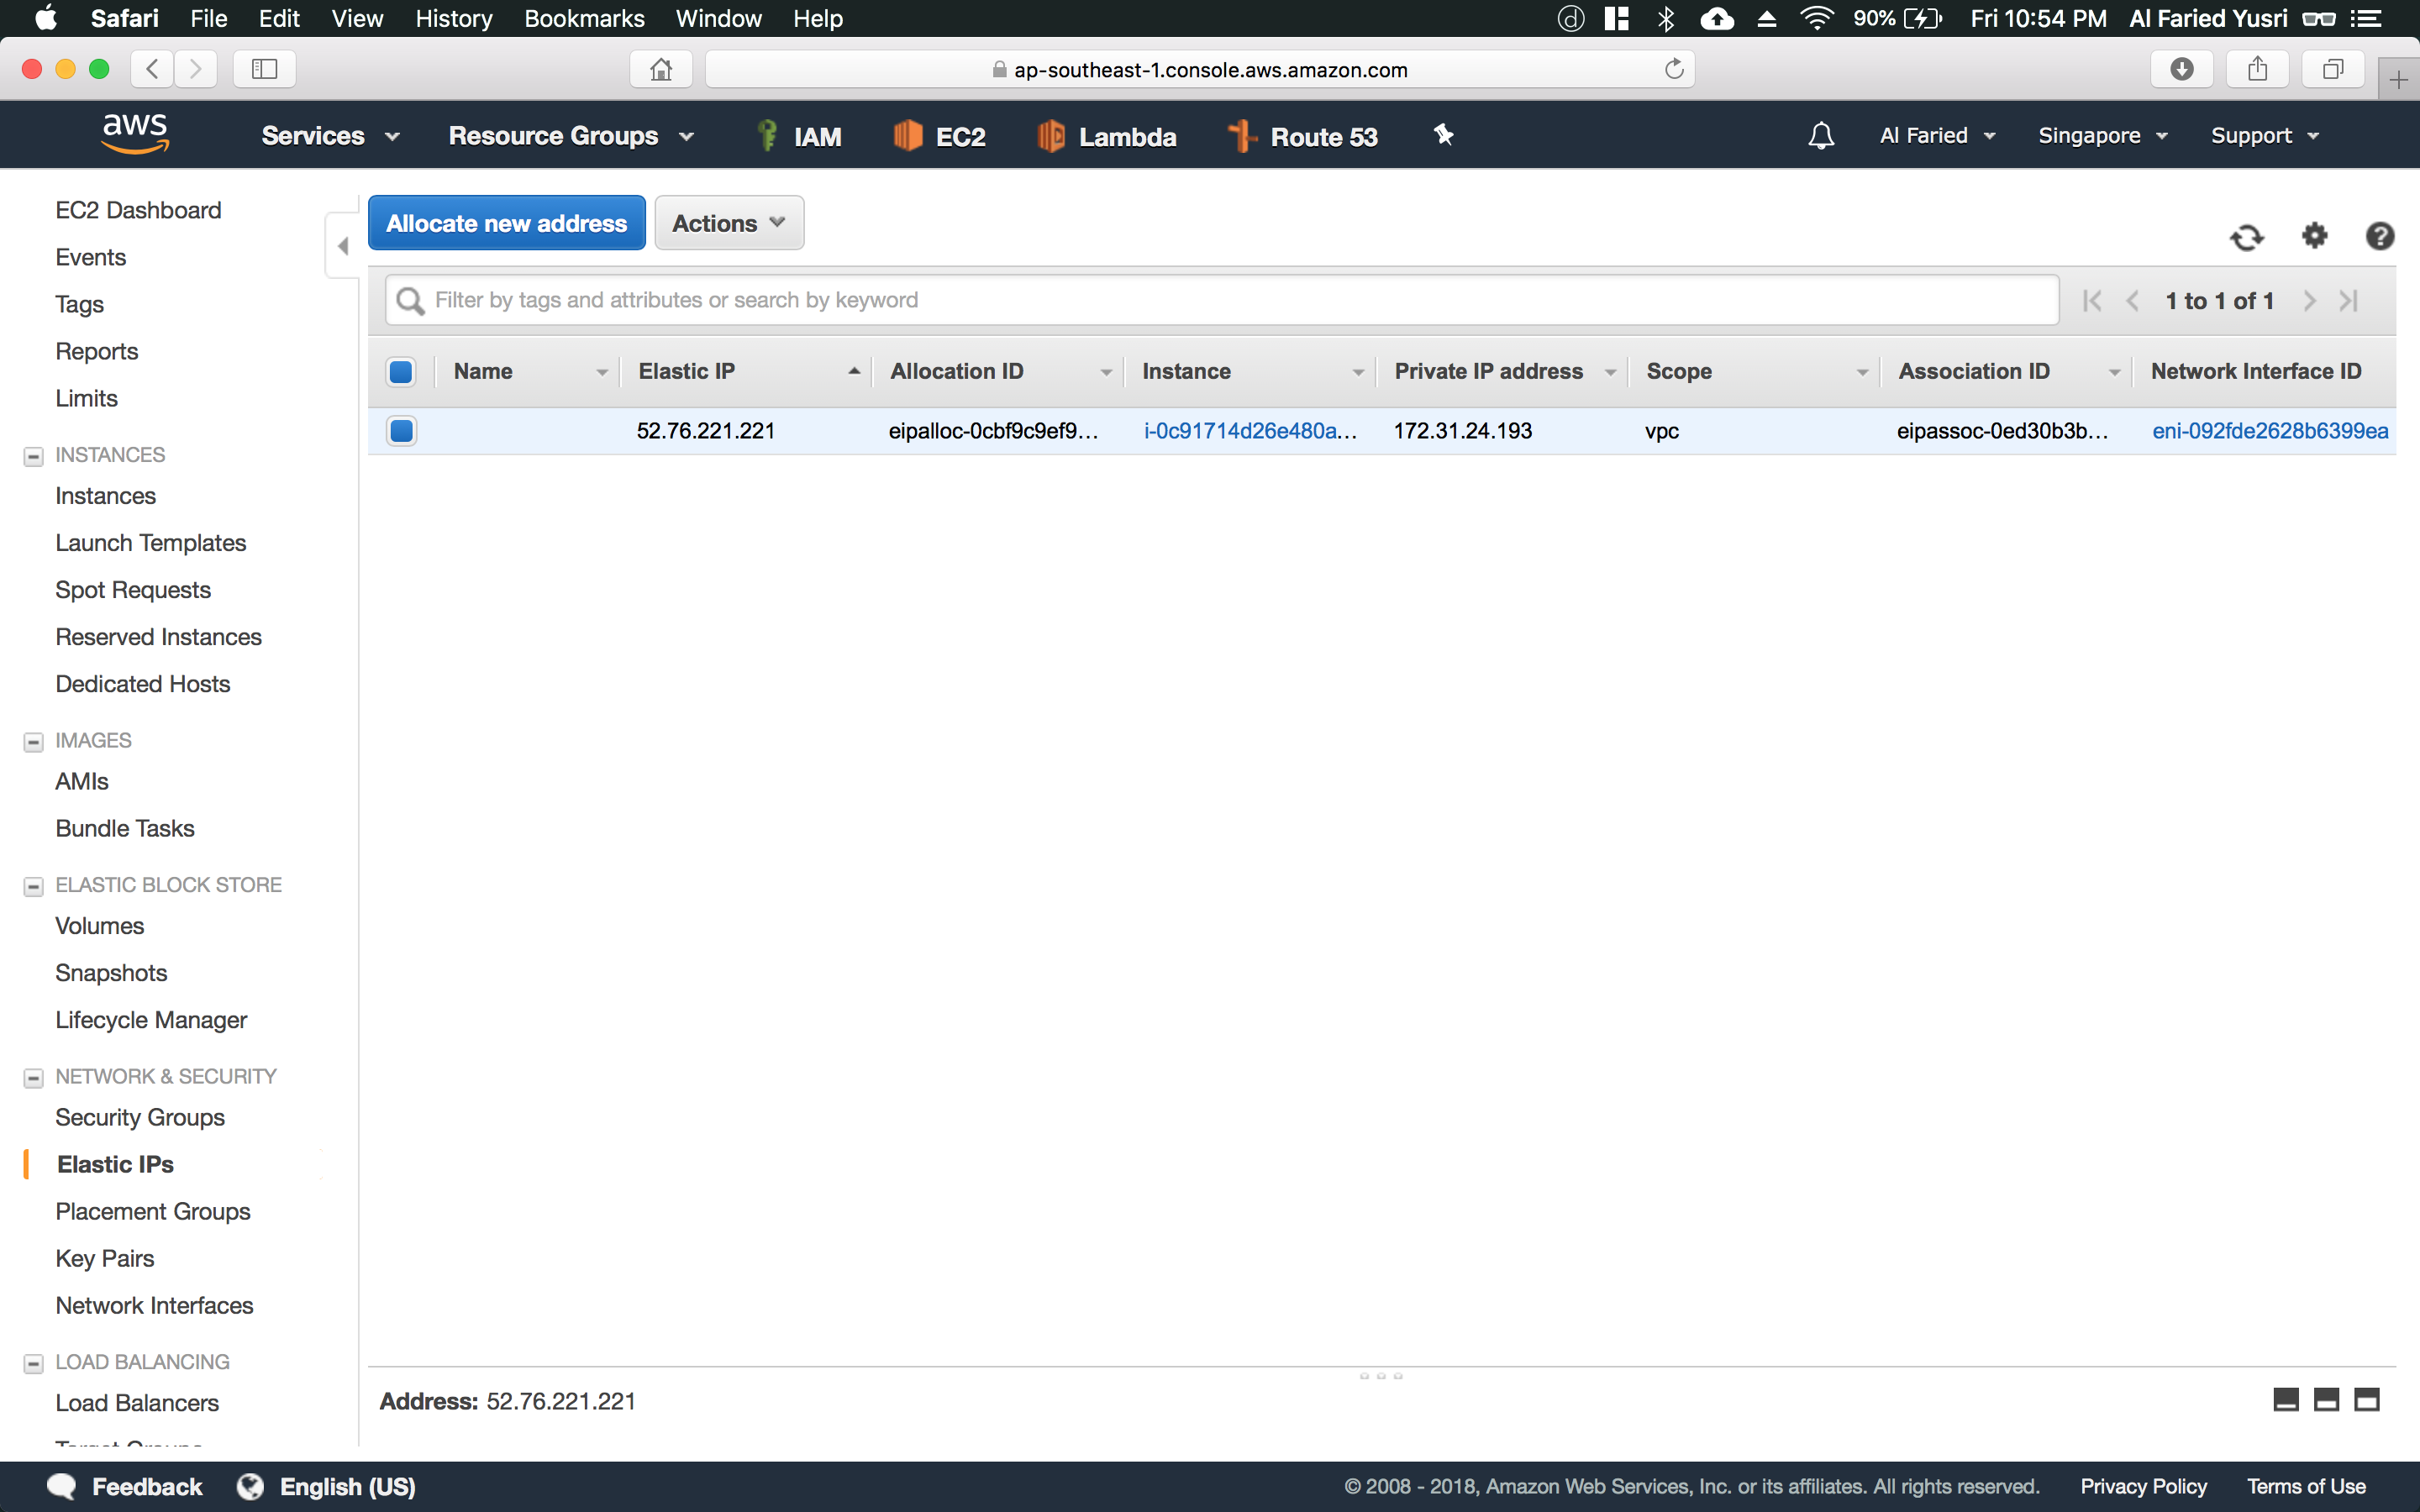 Safari File Edit View History Bookmarks Window Help 90% Fri 10:54 PM Al Faried Yusri
ap-southeast-1.console.aws.amazon.com
aws Services Resource Groups IAM EC2 Lambda Route 53 Al Faried Singapore Support
EC2 Dashboard
Events
Tags
Reports
Limits
INSTANCES
Instances
Launch Templates
Spot Requests
Reserved Instances
Dedicated Hosts
IMAGES
AMIs
Bundle Tasks
ELASTIC BLOCK STORE
Volumes
Snapshots
Lifecycle Manager
NETWORK & SECURITY
Security Groups
Elastic IPs
Placement Groups
Key Pairs
Network Interfaces
LOAD BALANCING
Load Balancers
Allocate new address Actions
Filter by tags and attributes or search by keyword 1 to 1 of 1
Name Elastic IP Allocation ID Instance Private IP address Scope Association ID Network Interface ID
52.76.221.221 eipalloc-0cbf9c9ef9... i-0c91714d26e480a... 172.31.24.193 vpc eipassoc-0ed30b3b... eni-092fde2628b6399ea
Address: 52.76.221.221
Feedback English (US) © 2008 - 2018, Amazon Web Services, Inc. or its affiliates. All rights reserved. Privacy Policy Terms of Use